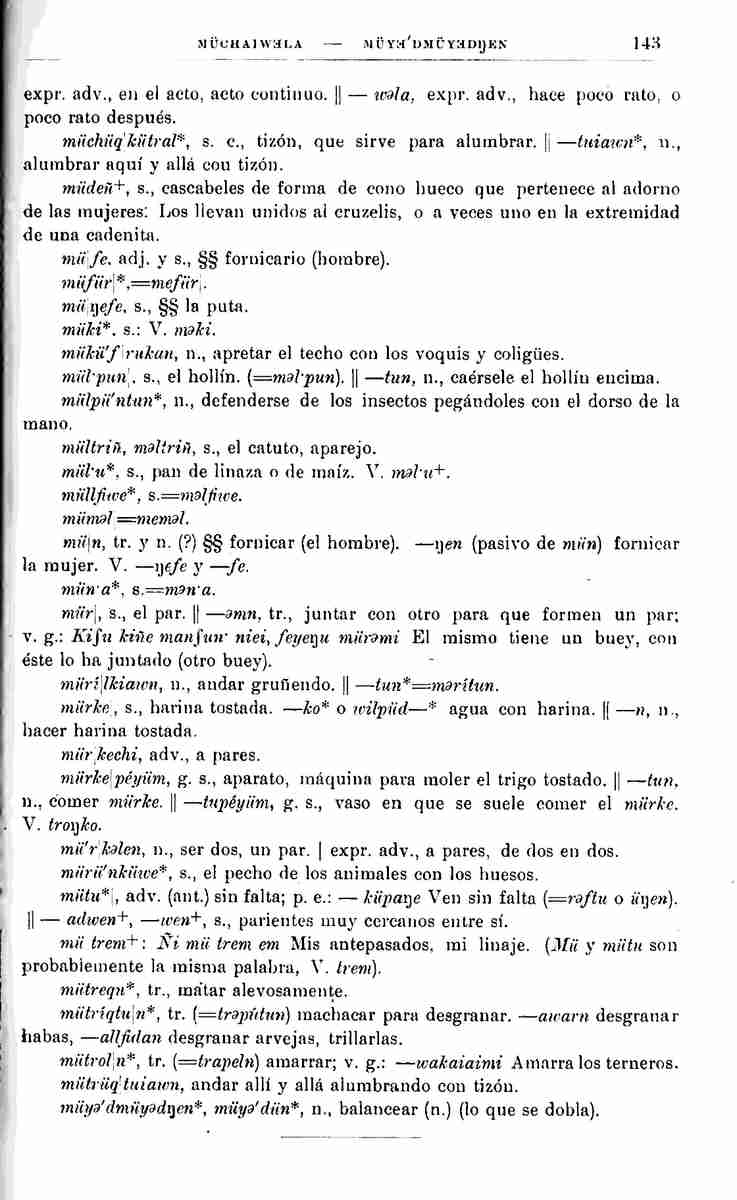 MÜCHAIWƏLA — MÜYƏ'DMÜYƏDŊEN 143
expr. adv., en el acto, acto continuo. || — wəla, expr. adv., hace poco rato, o
poco rato después.
müchüq|kütral*, s. c., tizón, que sirve para alumbrar. || —tuiawn*, n.,
alumbrar aquí y allá con tizón.
müdeñ+, s., cascabeles de forma de cono hueco que pertenece al adorno
de las mujeres: Los llevan unidos al cruzelis, o a veces uno en la extremidad
de una cadenita.
mü|fe, adj. y s., §§ fornicario (hombre).
müfür|*,=mefür|.
mü|ŋefe, s., §§ la puta.
müki*, s.: V. məki.
mükü'f|rukan, n., apretar el techo con los voquis y coligües.
mül·pun|, s., el hollín. (=məl·pun). || —tun, n., caérsele el hollín encima.
mülpü'ntun*, n., defenderse de los insectos pegándoles con el dorso de la
mano.
mültriñ, məltriñ, s., el catuto, aparejo.
mül·u*, s., pan de linaza o de maíz. V. məl·u+.
müllfiwe*, s.=məlfiwe.
müməl=meməl.
mü|n, tr. y n. (?) §§ fornicar (el hombre). —ŋen (pasivo de mün) fornicar
la mujer. V. —ŋefe y —fe.
mün·a*, s.=mən·a.
mür|, s., el par. || —əmn, tr., juntar con otro para que formen un par;
v. g.: Kiʃu kiñe manʃun· niei, feyeŋu mürəmi El mismo tiene un buey, con
éste lo ha juntado (otro buey).
mürí|lkiawn, n., andar gruñendo. || —tun*=mərítun.
mürke|, s., harina tostada. —ko* o wilpüd—* agua con harina. || —n, n.,
hacer harina tostada.
mür|kechi, adv., a pares.
mürke|péyüm, g. s., aparato, máquina para moler el trigo tostado. || —tun,
n., comer mürke. || —tupéyüm, g. s., vaso en que se suele comer el mürke.
V. troŋko.
mü'r|kəlen, n., ser dos, un par. | expr. adv., a pares, de dos en dos.
mürü'nküwe*, s., el pecho de los animales con los huesos.
mütu*|, adv. (ant.) sin falta; p. e.: — küpaŋe Ven sin falta (=rəftu o üŋen).
|| — adwen+, —wen+, s., parientes muy cercanos entre sí.
mü trem+: Ñi mü trem em Mis antepasados, mi linaje. (Mü y mütu son
probablemente la misma palabra, V. trem).
mütreqn*, tr., matar alevosamente.
mütríqtu|n*, tr. (=trəpútun) machacar para desgranar. —awarn desgranar
habas, —allfidan desgranar arvejas, trillarlas.
mütrol|n*, tr. (=trapeln) amarrar; v. g.: —wakaiaimi Amarra los terneros.
mütrüq|tuiawn, andar allí y allá alumbrando con tizón.
müyə'dmüyədŋen*, müyə'dün*, n., balancear (n.) (lo que se dobla).